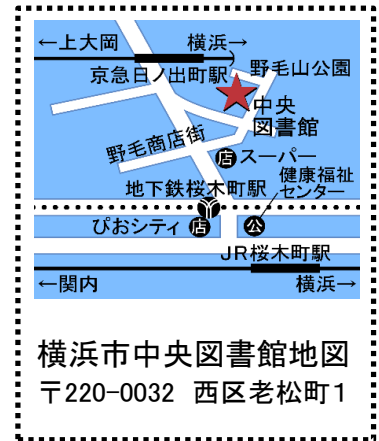 ←上大岡 横浜→
京急日ノ出町駅
野毛山公園
中央
図書館
野毛商店街
店スーパー
健康福祉
センター
地下鉄桜木町駅
ぴおシティ 店
公
JR桜木町駅
←関内 横浜→
横浜市中央図書館地図
〒220-0032 西区老松町1